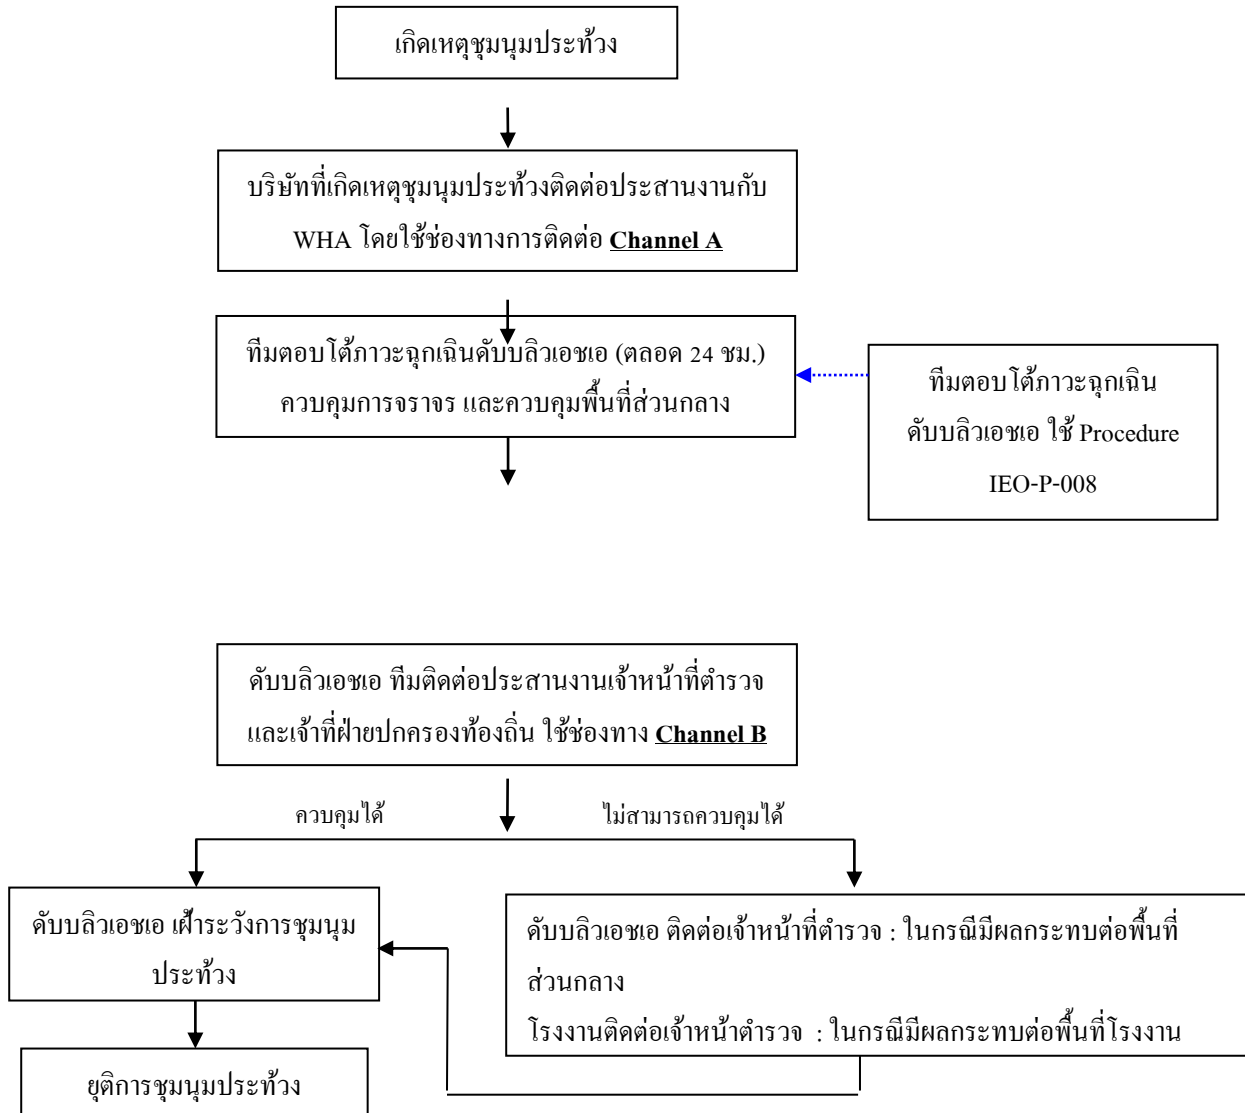 เกิดเหตุชุมนุมประท้วง
บริษัทที่เกิดเหตุชุมนุมประท้วงติดต่อประสานงานกับ
WHA โดยใช้ช่องทางการติดต่อ Channel A
ทีมตอบโต้ภาวะฉุกเฉินดับบลิวเอชเอ (ตลอด 24 ชม.)
ควบคุมการจราจร และควบคุมพื้นที่ส่วนกลาง
ทีมตอบโต้ภาวะฉุกเฉิน
ดับบลิวเอชเอ ใช้ Procedure
IEO-P-008
ดับบลิวเอชเอ ทีมติดต่อประสานงานเจ้าหน้าที่ตำรวจ
และเจ้าที่ฝ่ายปกครองท้องถิ่น ใช้ช่องทาง Channel B
ควบคุมได้
ไม่สามารถควบคุมได้
ดับบลิวเอชเอ เฝ้าระวังการชุมนุม
ประท้วง
ดับบลิวเอชเอ ติดต่อเจ้าหน้าที่ตำรวจ : ในกรณีมีผลกระทบต่อพื้นที่
ส่วนกลาง
โรงงานติดต่อเจ้าหน้าตำรวจ : ในกรณีมีผลกระทบต่อพื้นที่โรงงาน
ยุติการชุมนุมประท้วง